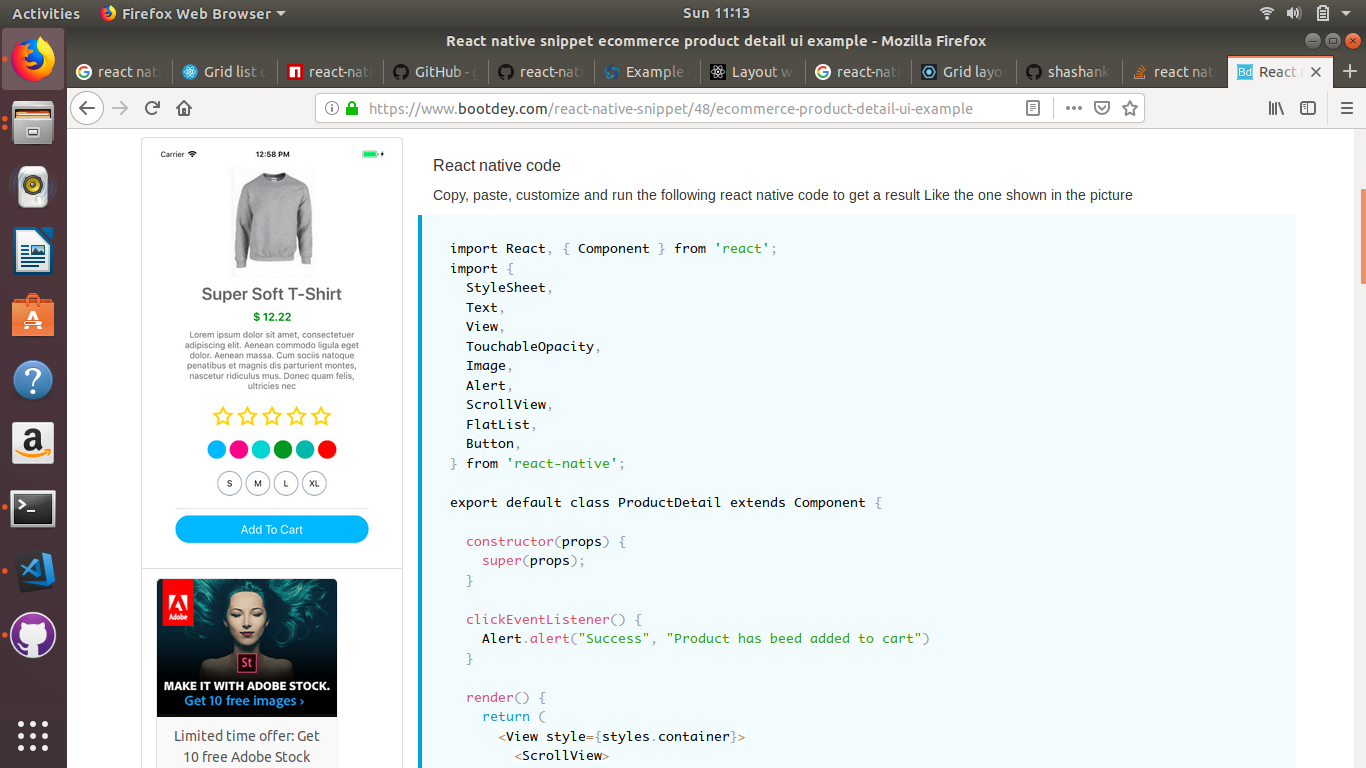 Activities
Firefox Web Browser
Sun 11:13
React native snippet ecommerce product detail ui example - Mozilla Firefox
react nati
Grid list c
react-nati
GitHub - g
react-nati
Example
Layout w
react-nati
Grid layo
shashank
react nati
Bd
React n
https://www.bootdey.com/react-native-snippet/48/ecommerce-product-detail-ui-example
Carrier
12:58 PM
Super Soft T-Shirt
$ 12.22
Lorem ipsum dolor sit amet, consectetuer
adipiscing elit. Aenean commodo ligula eget
dolor. Aenean massa. Cum sociis natoque
penatibus et magnis dis parturient montes,
nascetur ridiculus mus. Donec quam felis,
ultricies nec
S
M
L
XL
Add To Cart
Adobe
St
MAKE IT WITH ADOBE STOCK.
Get 10 free images ›
Limited time offer: Get
10 free Adobe Stock
React native code
Copy, paste, customize and run the following react native code to get a result Like the one shown in the picture
import React, { Component } from 'react';
import {
StyleSheet,
Text,
View,
TouchableOpacity,
Image,
Alert,
ScrollView,
FlatList,
Button,
} from 'react-native';
export default class ProductDetail extends Component {
constructor(props) {
super(props);
}
clickEventListener() {
Alert.alert("Success", "Product has beed added to cart")
}
render() {
return (
<View style={styles.container}>
<ScrollView>